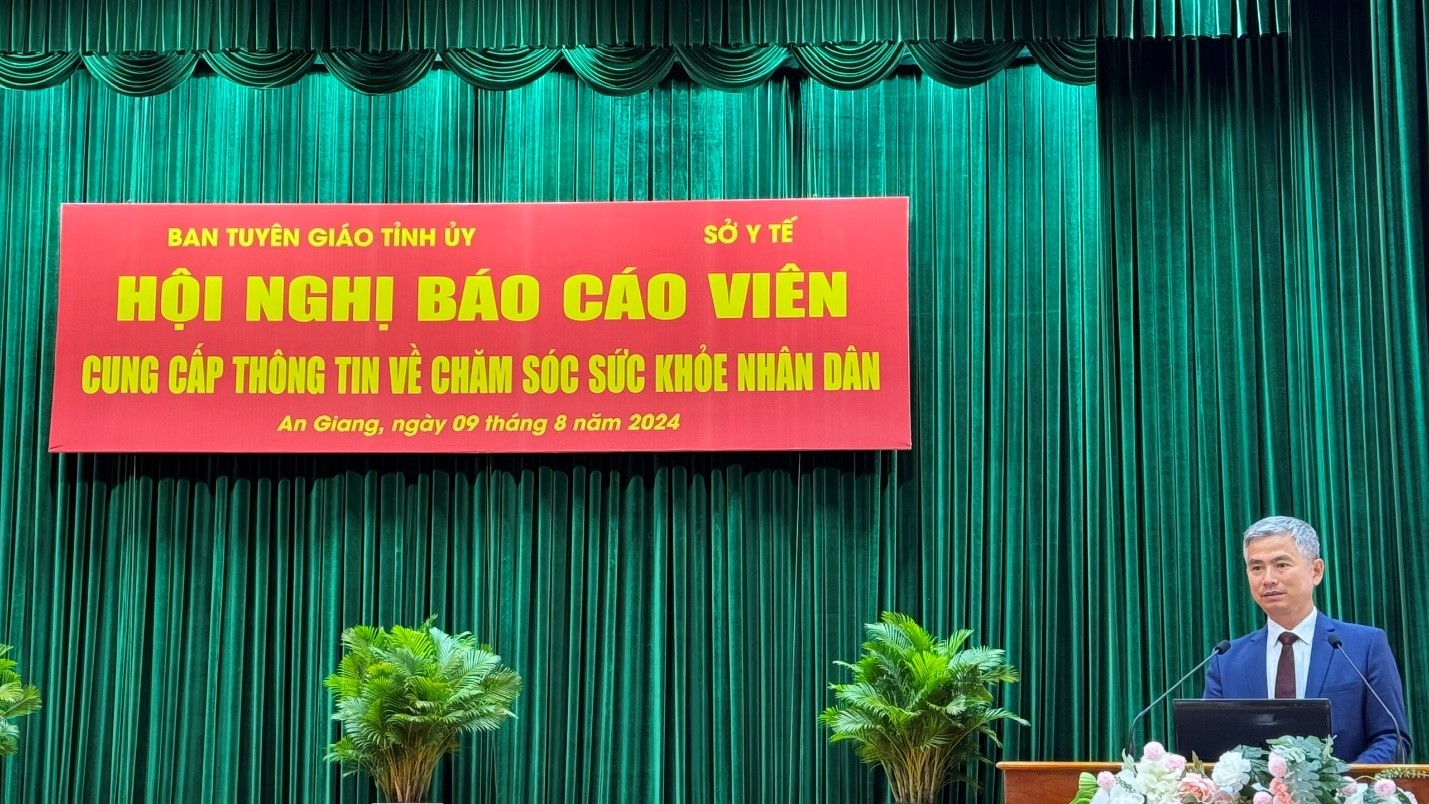 BAN TUYÊN GIÁO TỈNH ỦY SỞ Y TẾ
HỘI NGHỊ BÁO CÁO VIÊN
CUNG CẤP THÔNG TIN VỀ CHĂM SÓC SỨC KHỎE NHÂN DÂN
An Giang, ngày 09 tháng 8 năm 2024